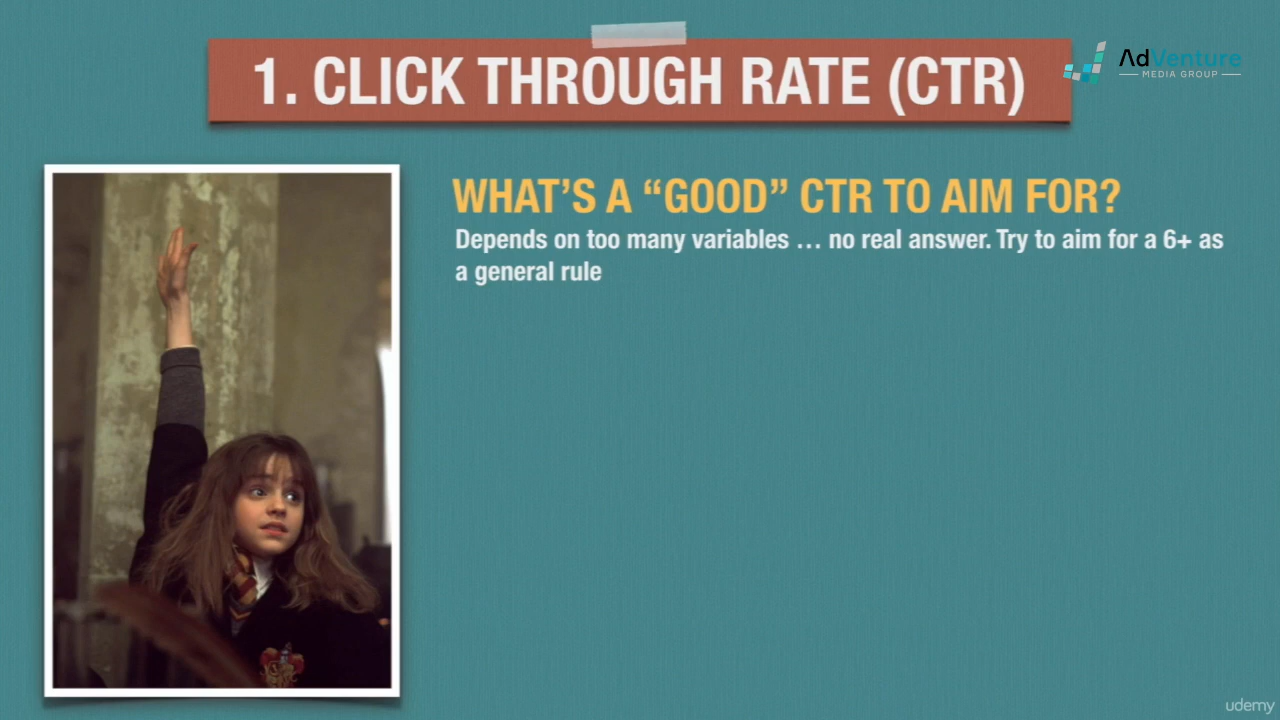 1. CLICK THROUGH RATE (CTR)
AdVenture
MEDIA GROUP
WHAT'S A “GOOD” CTR TO AIM FOR?
Depends on too many variables … no real answer. Try to aim for a 6+ as
a general rule
udemy